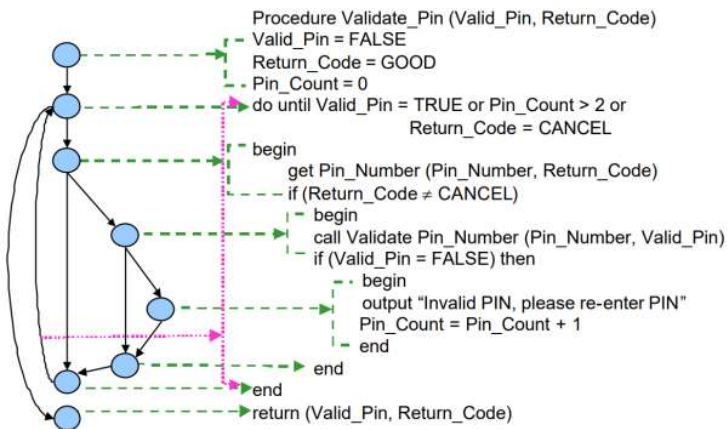 Procedure Validate_Pin (Valid_Pin, Return_Code)
Valid_Pin = FALSE
Return_Code = GOOD
Pin_Count = 0
do until Valid_Pin = TRUE or Pin_Count > 2 or
Return_Code = CANCEL
begin
get Pin_Number (Pin_Number, Return_Code)
if (Return_Code ≠ CANCEL)
begin
call Validate Pin_Number (Pin_Number, Valid_Pin)
if (Valid_Pin = FALSE) then
begin
output “Invalid PIN, please re-enter PIN”
Pin_Count = Pin_Count + 1
end
end
end
return (Valid_Pin, Return_Code)